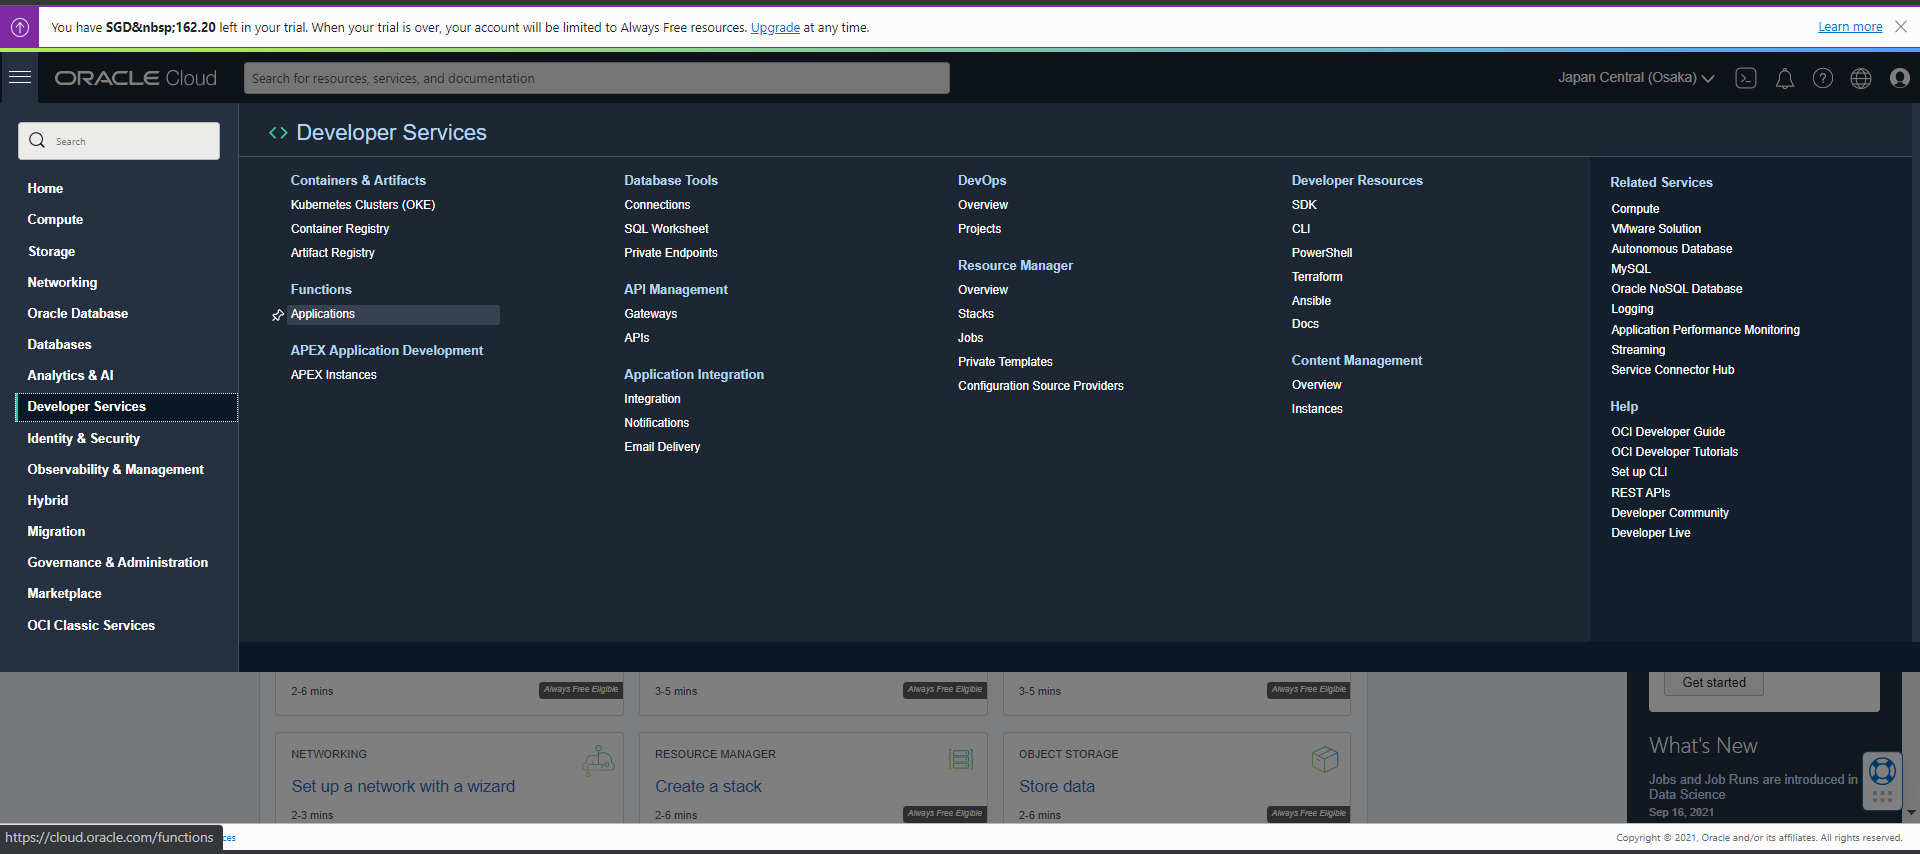 You have SGD&nbsp;162.20 left in your trial. When your trial is over, your account will be limited to Always Free resources. Upgrade at any time.
Learn more
ORACLE Cloud
Search for resources, services, and documentation
Japan Central (Osaka)
Search
Home
Compute
Storage
Networking
Oracle Database
Databases
Analytics & AI
Developer Services
Identity & Security
Observability & Management
Hybrid
Migration
Governance & Administration
Marketplace
OCI Classic Services
Developer Services
Containers & Artifacts
Kubernetes Clusters (OKE)
Container Registry
Artifact Registry
Functions
Applications
APEX Application Development
APEX Instances
Database Tools
Connections
SQL Worksheet
Private Endpoints
API Management
Gateways
APIs
Application Integration
Integration
Notifications
Email Delivery
DevOps
Overview
Projects
Resource Manager
Overview
Stacks
Jobs
Private Templates
Configuration Source Providers
Developer Resources
SDK
CLI
PowerShell
Terraform
Ansible
Docs
Content Management
Overview
Instances
Related Services
Compute
VMware Solution
Autonomous Database
MySQL
Oracle NoSQL Database
Logging
Application Performance Monitoring
Streaming
Service Connector Hub
Help
OCI Developer Guide
OCI Developer Tutorials
Set up CLI
REST APIs
Developer Community
Developer Live
2-6 mins
Always Free Eligible
3-5 mins
Always Free Eligible
3-5 mins
Always Free Eligible
NETWORKING
Set up a network with a wizard
2-3 mins
RESOURCE MANAGER
Create a stack
2-6 mins
Always Free Eligible
OBJECT STORAGE
Store data
2-6 mins
Always Free Eligible
Get started
What's New
Jobs and Job Runs are introduced in
Data Science
Sep 16, 2021
https://cloud.oracle.com/functions
ces
Copyright © 2021, Oracle and/or its affiliates. All rights reserved.